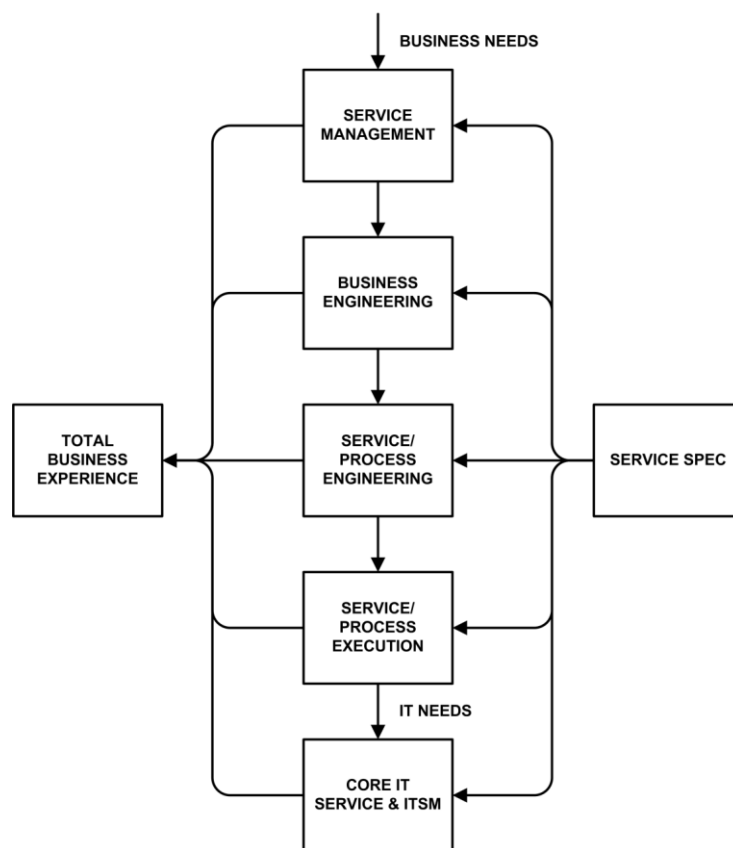 BUSINESS NEEDS
SERVICE
MANAGEMENT
BUSINESS
ENGINEERING
TOTAL
BUSINESS
EXPERIENCE
SERVICE/
PROCESS
ENGINEERING
SERVICE SPEC
SERVICE/
PROCESS
EXECUTION
IT NEEDS
CORE IT
SERVICE & ITSM